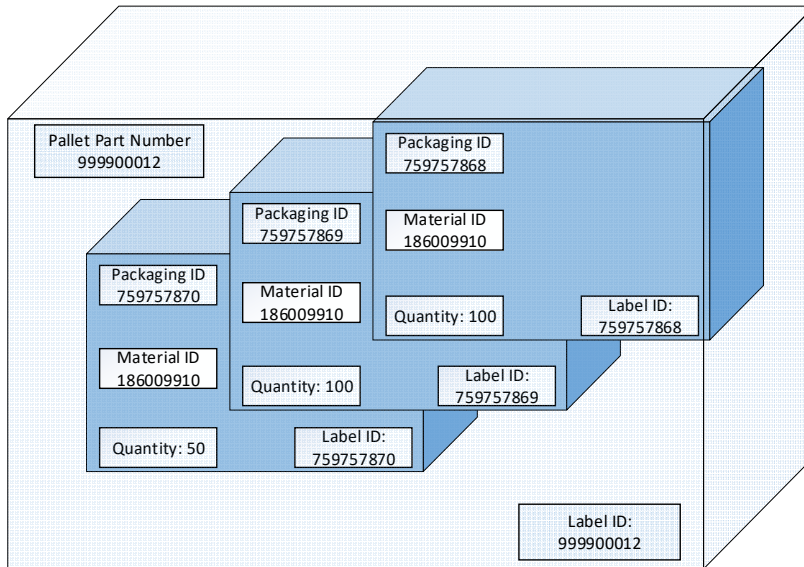 Pallet Part Number
999900012
Packaging ID
759757868
Material ID
186009910
Quantity: 100
Label ID:
759757868
Packaging ID
759757869
Material ID
186009910
Quantity: 100
Label ID:
759757869
Packaging ID
759757870
Material ID
186009910
Quantity: 50
Label ID:
759757870
Label ID:
999900012